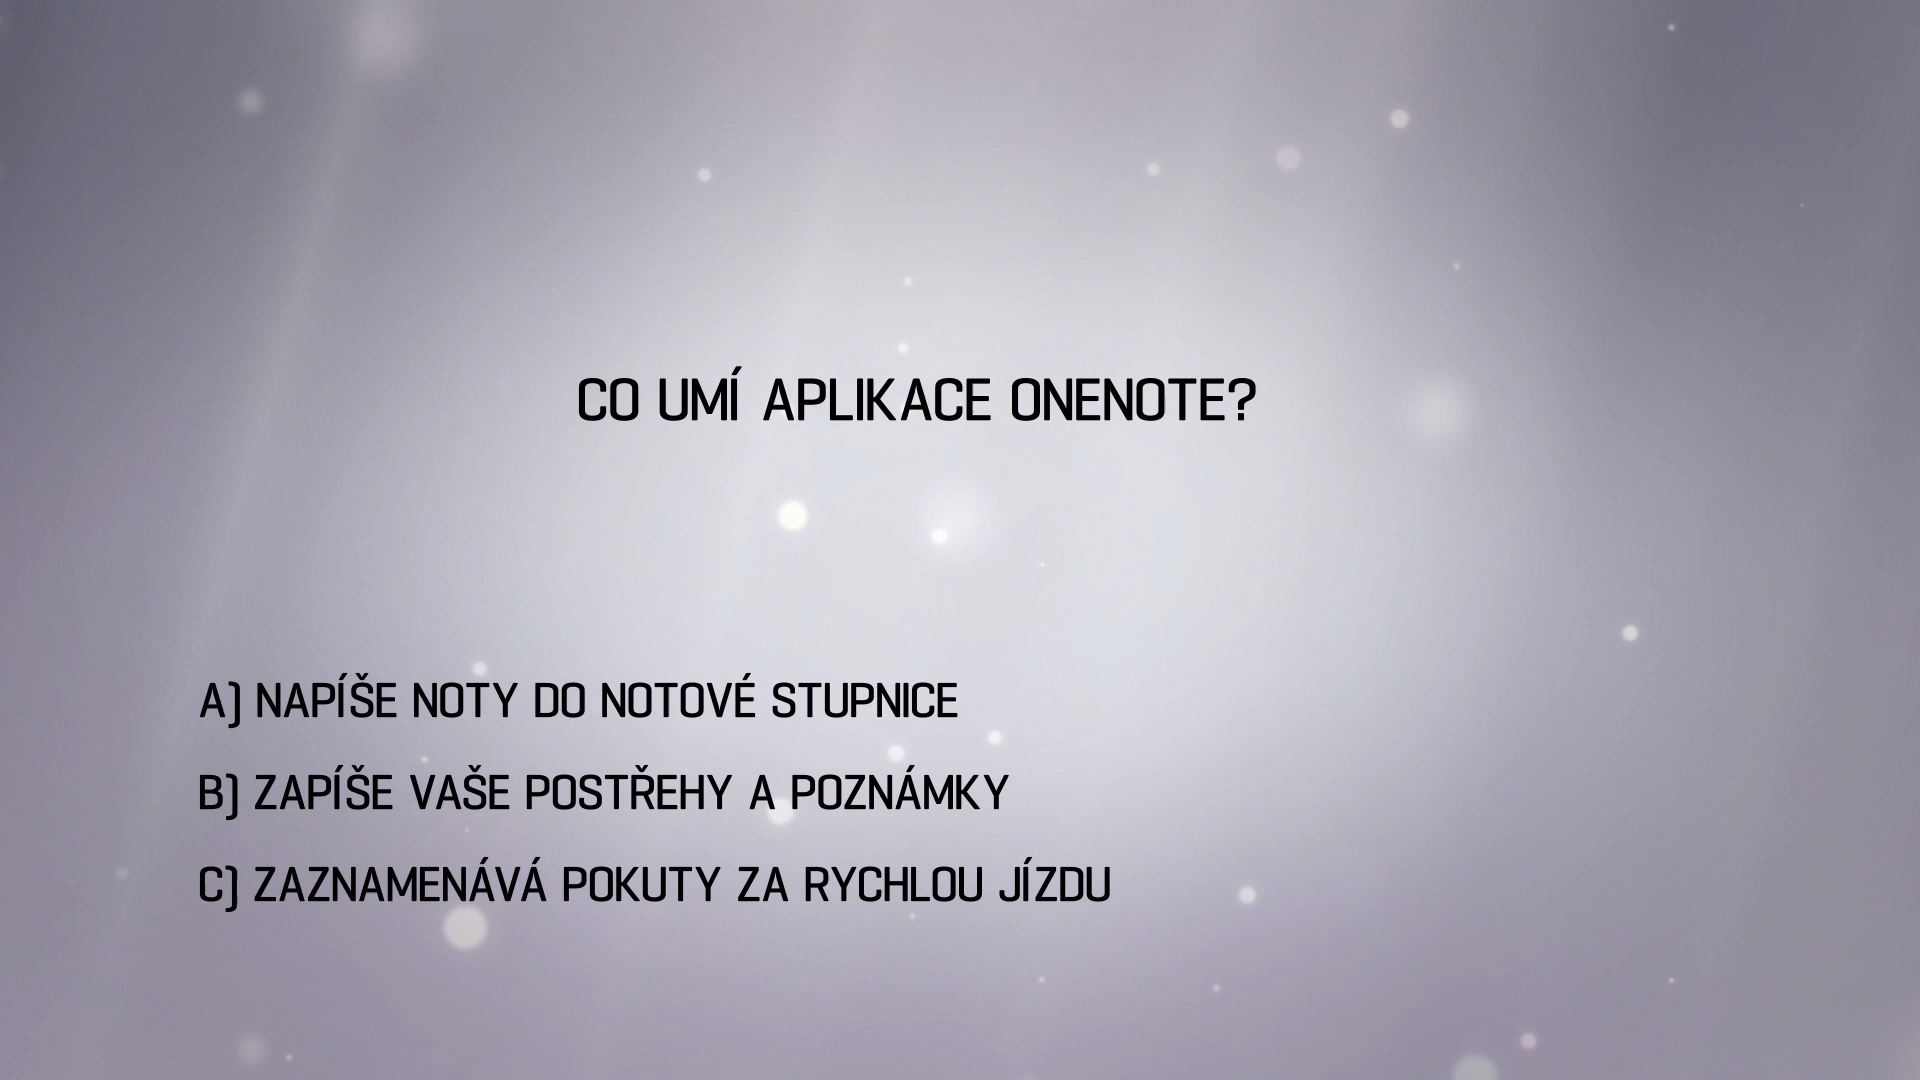 CO UMÍ APLIKACE ONENOTE?
A) NAPÍŠE NOTY DO NOTOVÉ STUPNICE
B) ZAPÍŠE VAŠE POSTŘEHY A POZNÁMKY
C) ZAZNAMENÁVÁ POKUTY ZA RYCHLOU JÍZDU